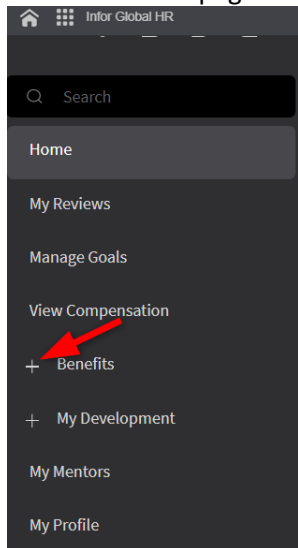 Infor Global HR
Search
Home
My Reviews
Manage Goals
View Compensation
+ Benefits
+ My Development
My Mentors
My Profile